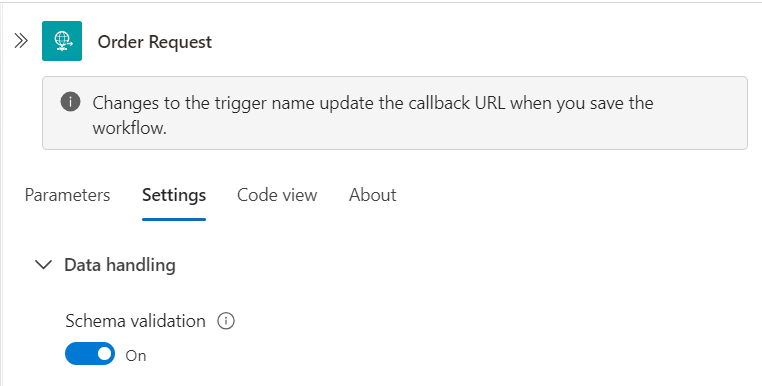 Order Request
Changes to the trigger name update the callback URL when you save the
workflow.
Parameters Settings Code view About
Data handling
Schema validation
On